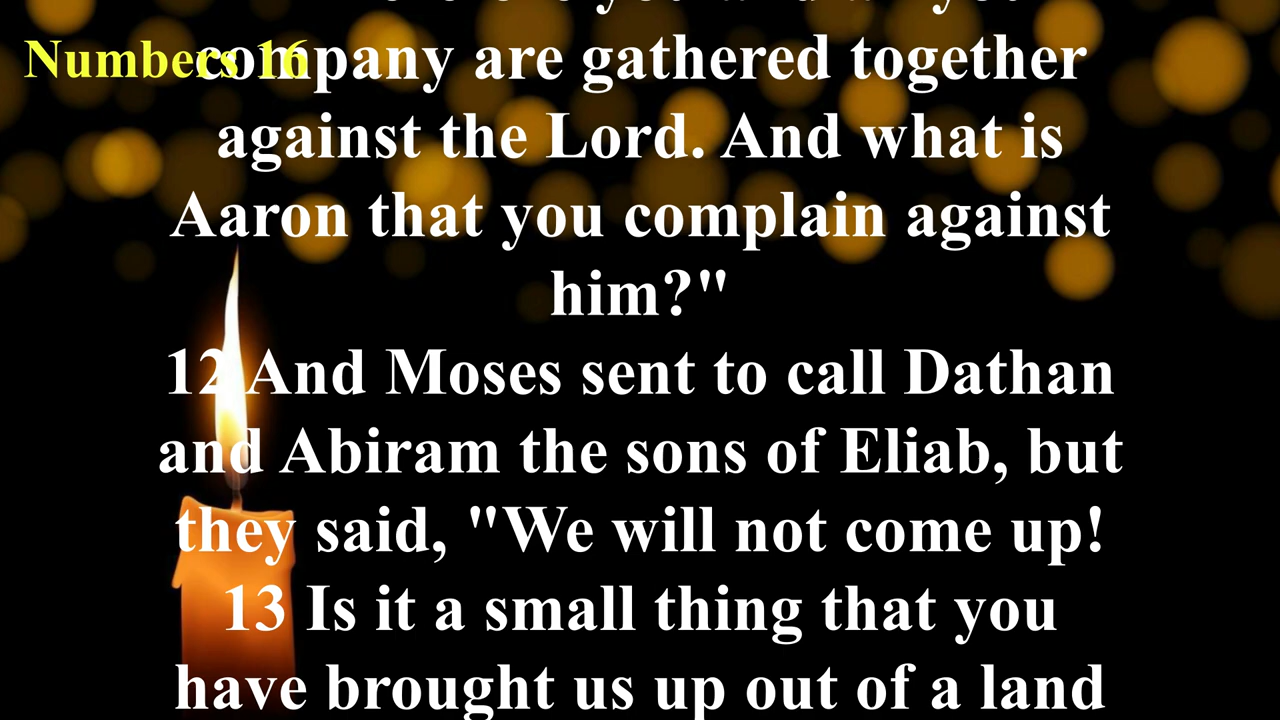 Numbers 16
company are gathered together
against the Lord. And what is
Aaron that you complain against
him?"
12 And Moses sent to call Dathan
and Abiram the sons of Eliab, but
they said, "We will not come up!
13 Is it a small thing that you
have brought us up out of a land